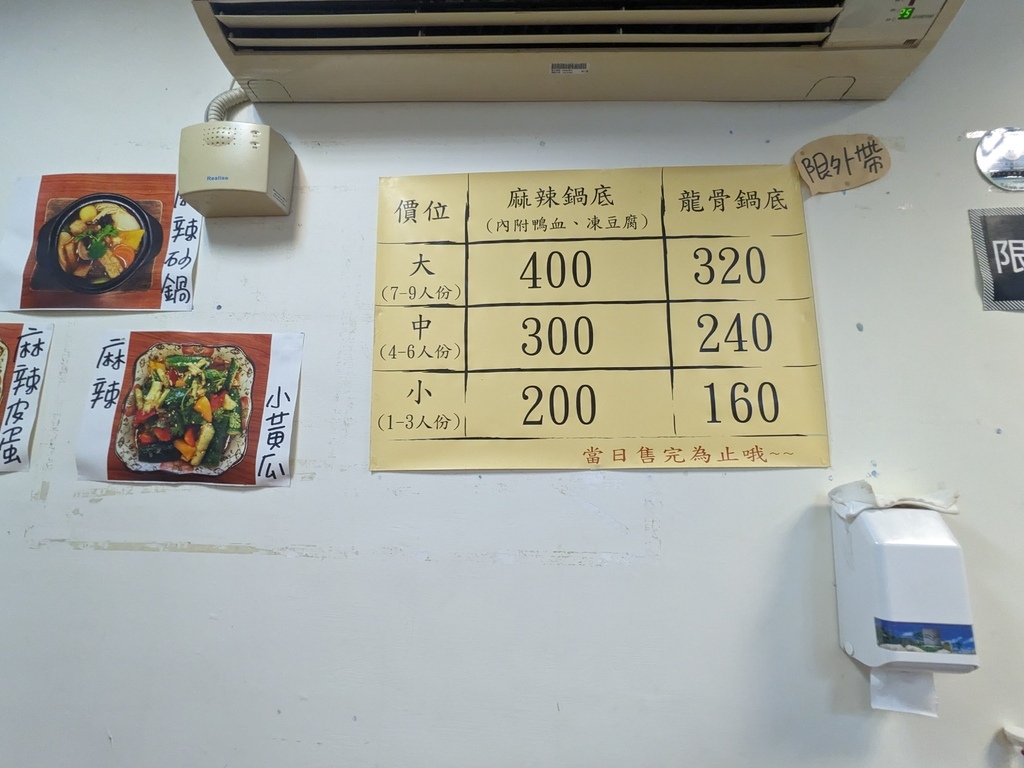 麻辣砂鍋
麻辣皮蛋
麻辣
小黃瓜
Realtee
價位
麻辣鍋底
(內附鴨血、凍豆腐)
龍骨鍋底
大
(7-9人份)
400
320
中
(4-6人份)
300
240
小
(1-3人份)
200
160
當日售完為止哦~~
限外帶
限